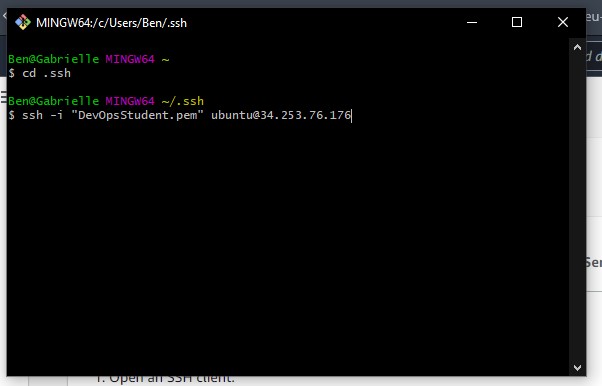 MINGW64:/c/Users/Ben/.ssh
Ben@Gabrielle MINGW64 ~
$ cd .ssh
Ben@Gabrielle MINGW64 ~/.ssh
$ ssh -i "DevOpsStudent.pem" ubuntu@34.253.76.176
eu-
d d
Ser
1. Open an SSH client.